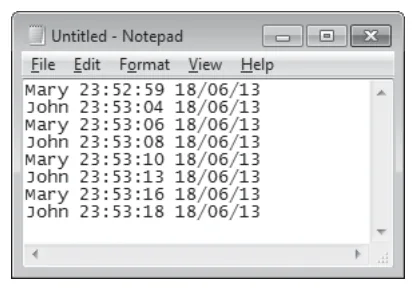 Untitled - Notepad
File Edit Format View Help
Mary 23:52:59 18/06/13
John 23:53:04 18/06/13
Mary 23:53:06 18/06/13
John 23:53:08 18/06/13
Mary 23:53:10 18/06/13
John 23:53:13 18/06/13
Mary 23:53:16 18/06/13
John 23:53:18 18/06/13